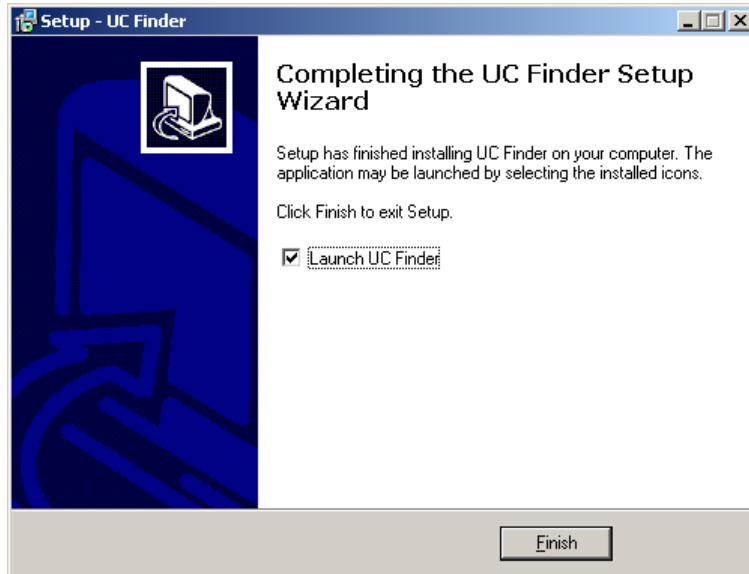 Setup - UC Finder
Completing the UC Finder Setup
Wizard
Setup has finished installing UC Finder on your computer. The
application may be launched by selecting the installed icons.
Click Finish to exit Setup.
Launch UC Finder
Finish